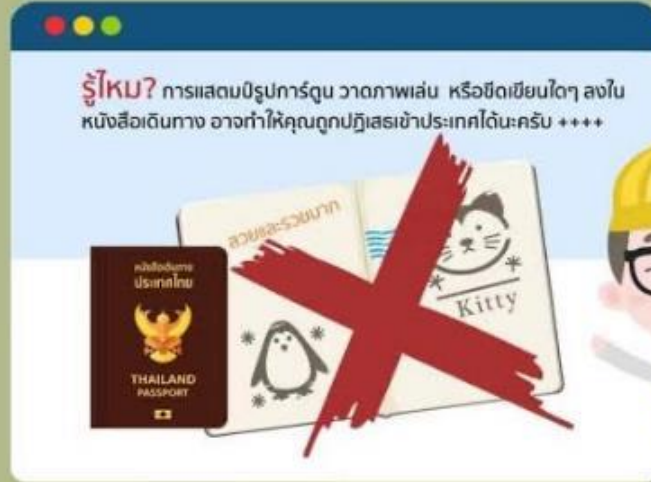 รู้ไหม? การแสตมป์รูปการ์ตูน วาดภาพเล่น หรือขีดเขียนใดๆ ลงใน
หนังสือเดินทาง อาจทำให้คุณถูกปฏิเสธเข้าประเทศได้นะครับ ++++
สวยและรวยมาก
Kitty
หนังสือเดินทาง
ประเทศไทย
THAILAND
PASSPORT